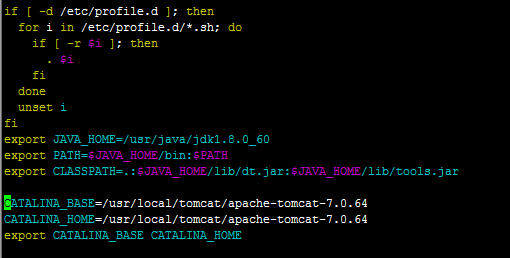 if [ -d /etc/profile.d ]; then
  for i in /etc/profile.d/*.sh; do
    if [ -r $i ]; then
      . $i
    fi
  done
  unset i
fi
export JAVA_HOME=/usr/java/jdk1.8.0_60
export PATH=$JAVA_HOME/bin:$PATH
export CLASSPATH=.:$JAVA_HOME/lib/dt.jar:$JAVA_HOME/lib/tools.jar

CATALINA_BASE=/usr/local/tomcat/apache-tomcat-7.0.64
CATALINA_HOME=/usr/local/tomcat/apache-tomcat-7.0.64
export CATALINA_BASE CATALINA_HOME